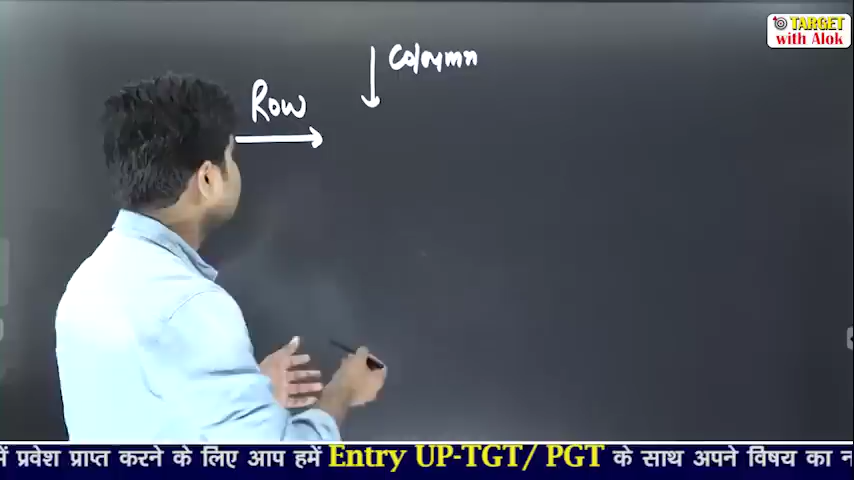 TARGET
with Alok
Column
Row
में प्रवेश प्राप्त करने के लिए आप हमें Entry UP-TGT/ PGT के साथ अपने विषय का